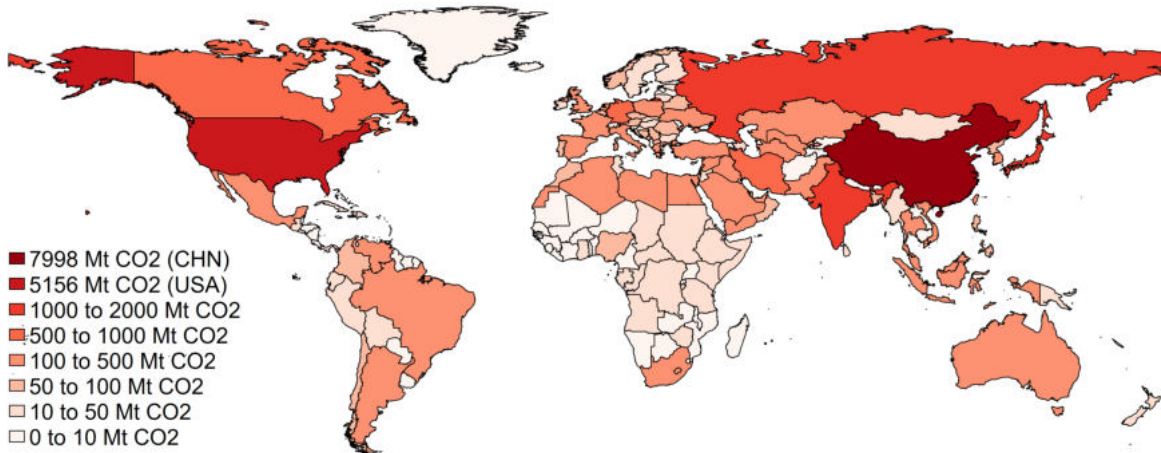 7998 Mt CO2 (CHN)
5156 Mt CO2 (USA)
1000 to 2000 Mt CO2
500 to 1000 Mt CO2
100 to 500 Mt CO2
50 to 100 Mt CO2
10 to 50 Mt CO2
0 to 10 Mt CO2